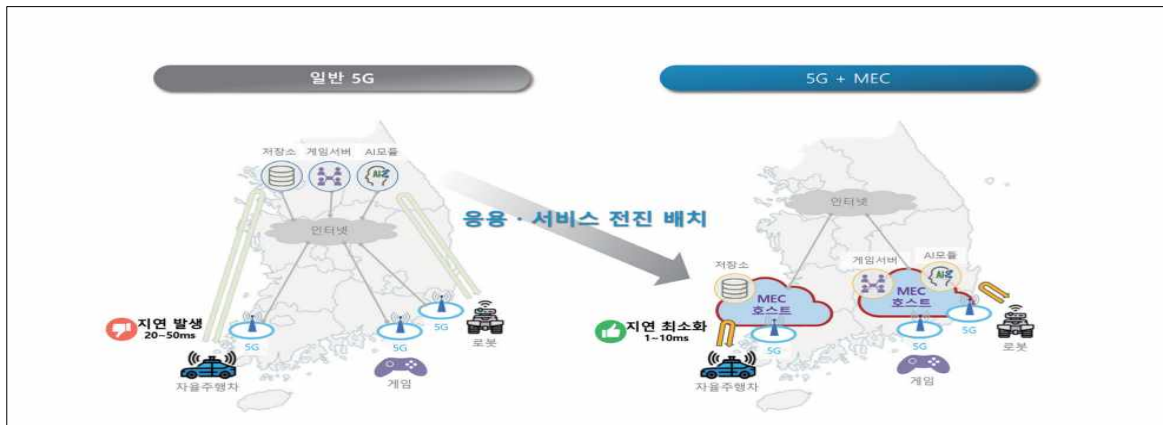 일반 5G
저장소 게임서버 AI모듈
AI
인터넷
지연 발생
20~50ms
5G
5G
5G
자율주행차
게임
로봇
응용 · 서비스 전진 배치
5G + MEC
인터넷
저장소
게임서버
AI모듈
AI
MEC
호스트
MEC
호스트
지연 최소화
1~10ms
5G
5G
5G
자율주행차
게임
로봇